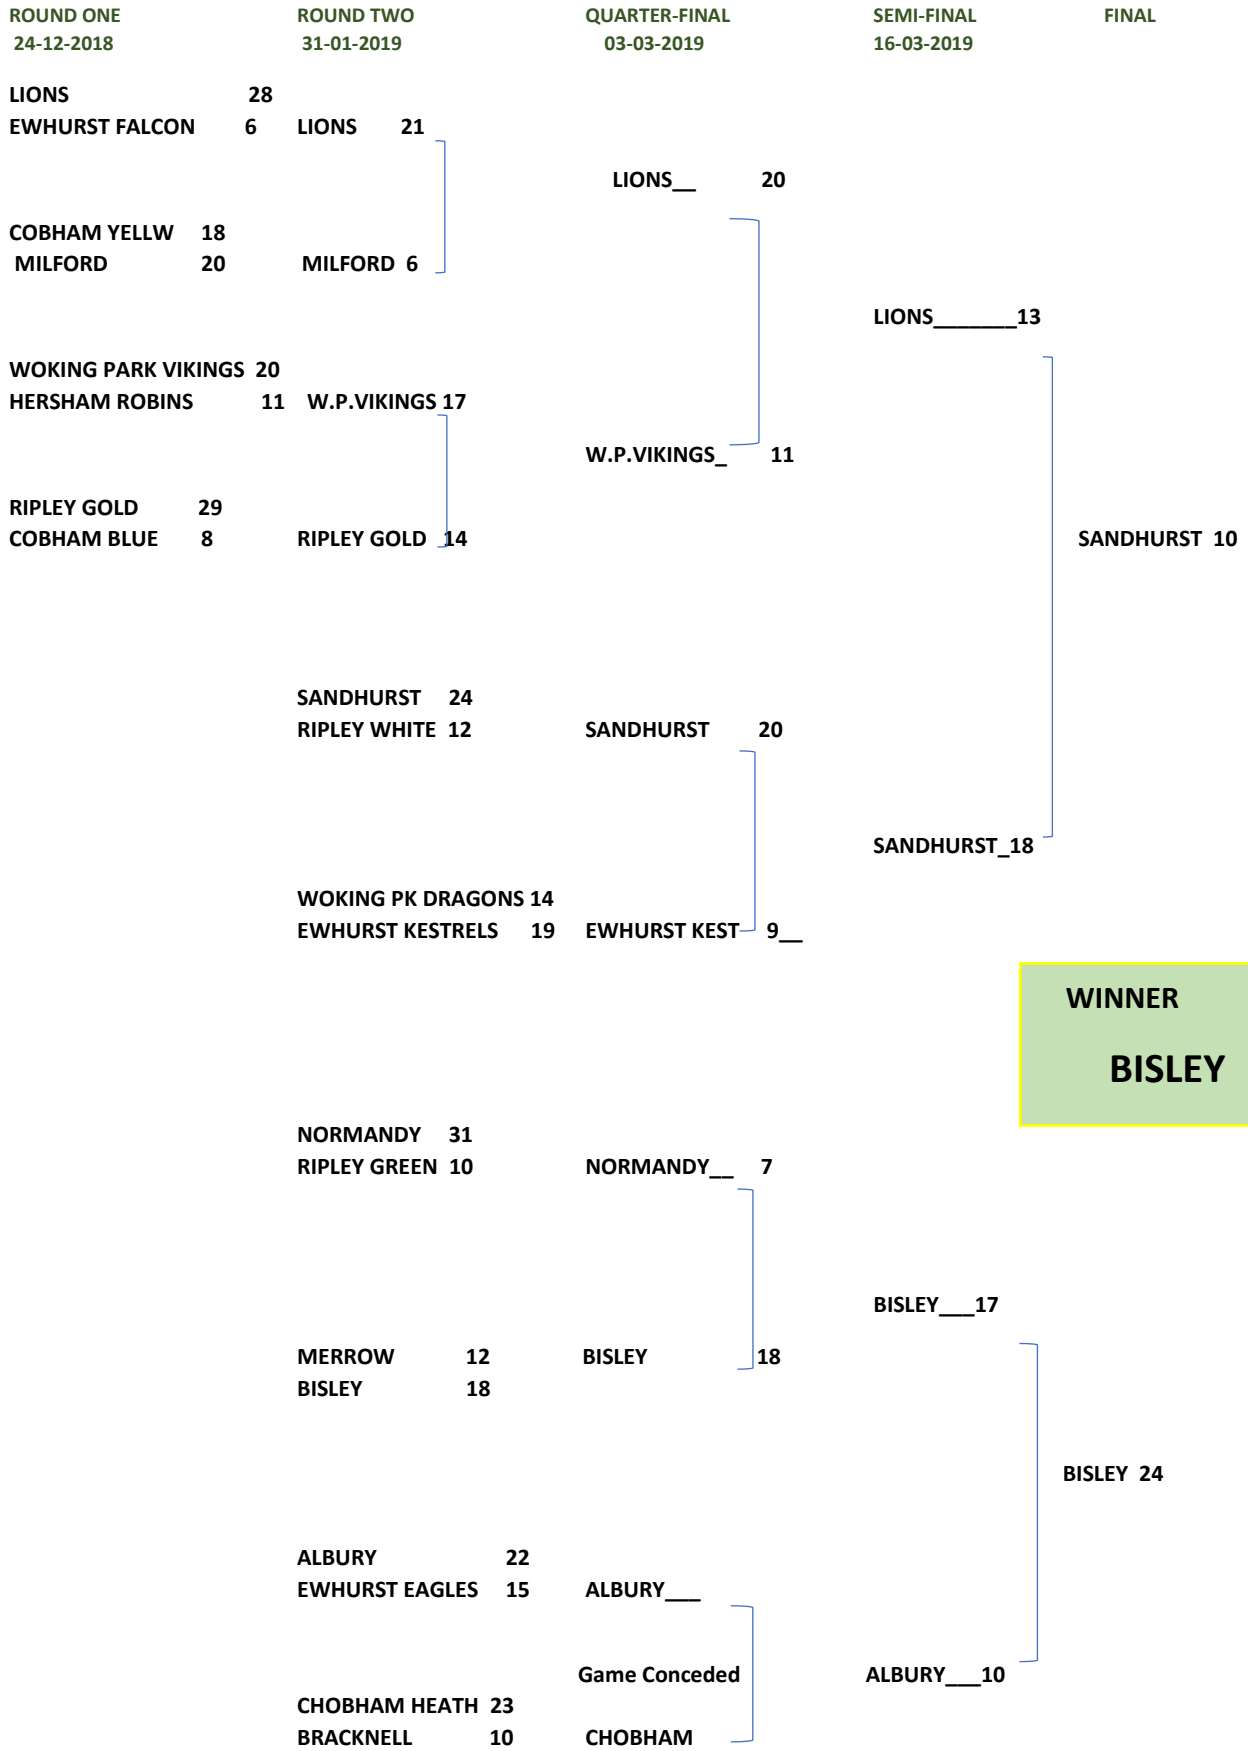 ROUND ONE ROUND TWO QUARTER-FINAL SEMI-FINAL FINAL
24-12-2018 31-01-2019 03-03-2019 16-03-2019
LIONS 28
EWHURST FALCON 6 LIONS 21
LIONS__ 20
COBHAM YELLW 18
MILFORD 20 MILFORD 6
LIONS_______13
WOKING PARK VIKINGS 20
HERSHAM ROBINS 11 W.P.VIKINGS 17
W.P.VIKINGS_ 11
RIPLEY GOLD 29
COBHAM BLUE 8 RIPLEY GOLD 14 SANDHURST 10
SANDHURST 24
RIPLEY WHITE 12 SANDHURST 20
SANDHURST_18
WOKING PK DRAGONS 14
EWHURST KESTRELS 19 EWHURST KEST 9__
WINNER
BISLEY
NORMANDY 31
RIPLEY GREEN 10 NORMANDY__ 7
BISLEY___17
MERROW 12 BISLEY 18
BISLEY 18
BISLEY 24
ALBURY 22
EWHURST EAGLES 15 ALBURY___
Game Conceded ALBURY___10
CHOBHAM HEATH 23
BRACKNELL 10 CHOBHAM